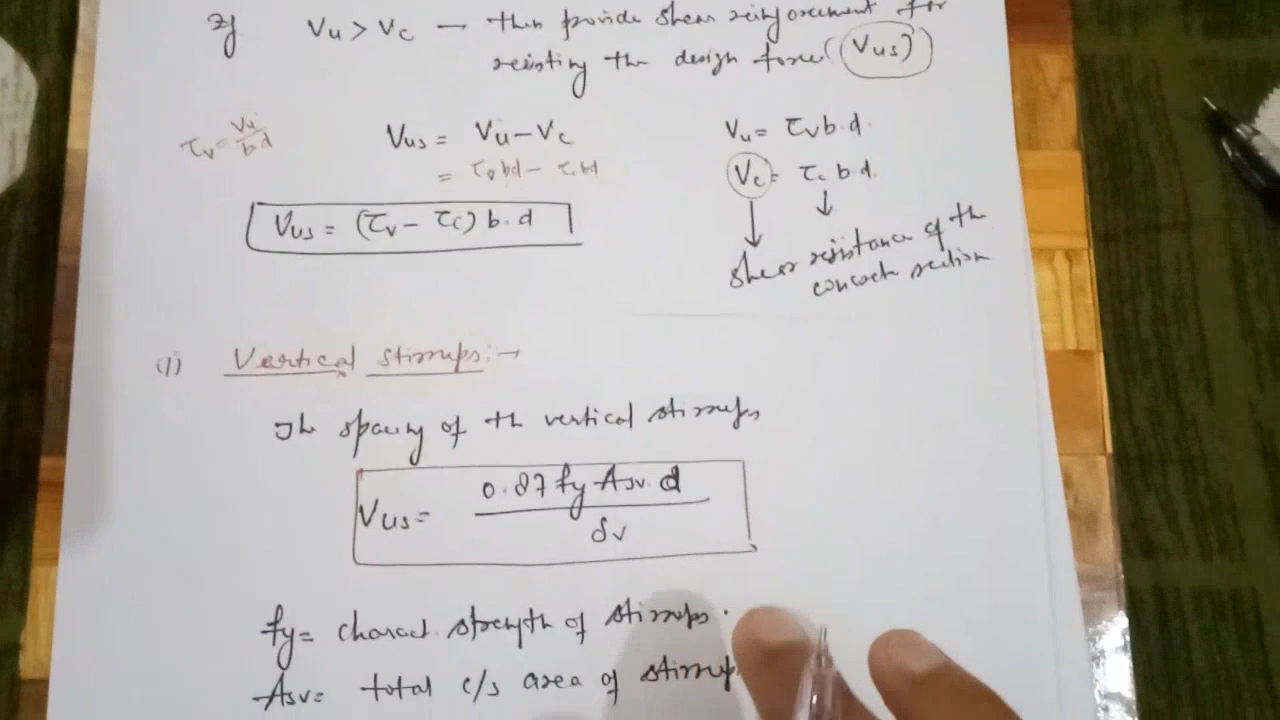 If Vu > Vc — then provide shear reinforcement for
resisting the design force (Vus)
τv = Vu/bd
Vus = Vu - Vc
= τv bd - τc bd
Vus = (τv - τc) b.d
Vu = τv b.d.
Vc = τc b.d.
Shear resistance of the
concrete section
(1) Vertical stirrups :→
The spacing of the vertical stirrups
Vus = 0.87 fy Asv. d / Sv
fy = charact. strength of stirrups.
Asv = total c/s area of stirrup